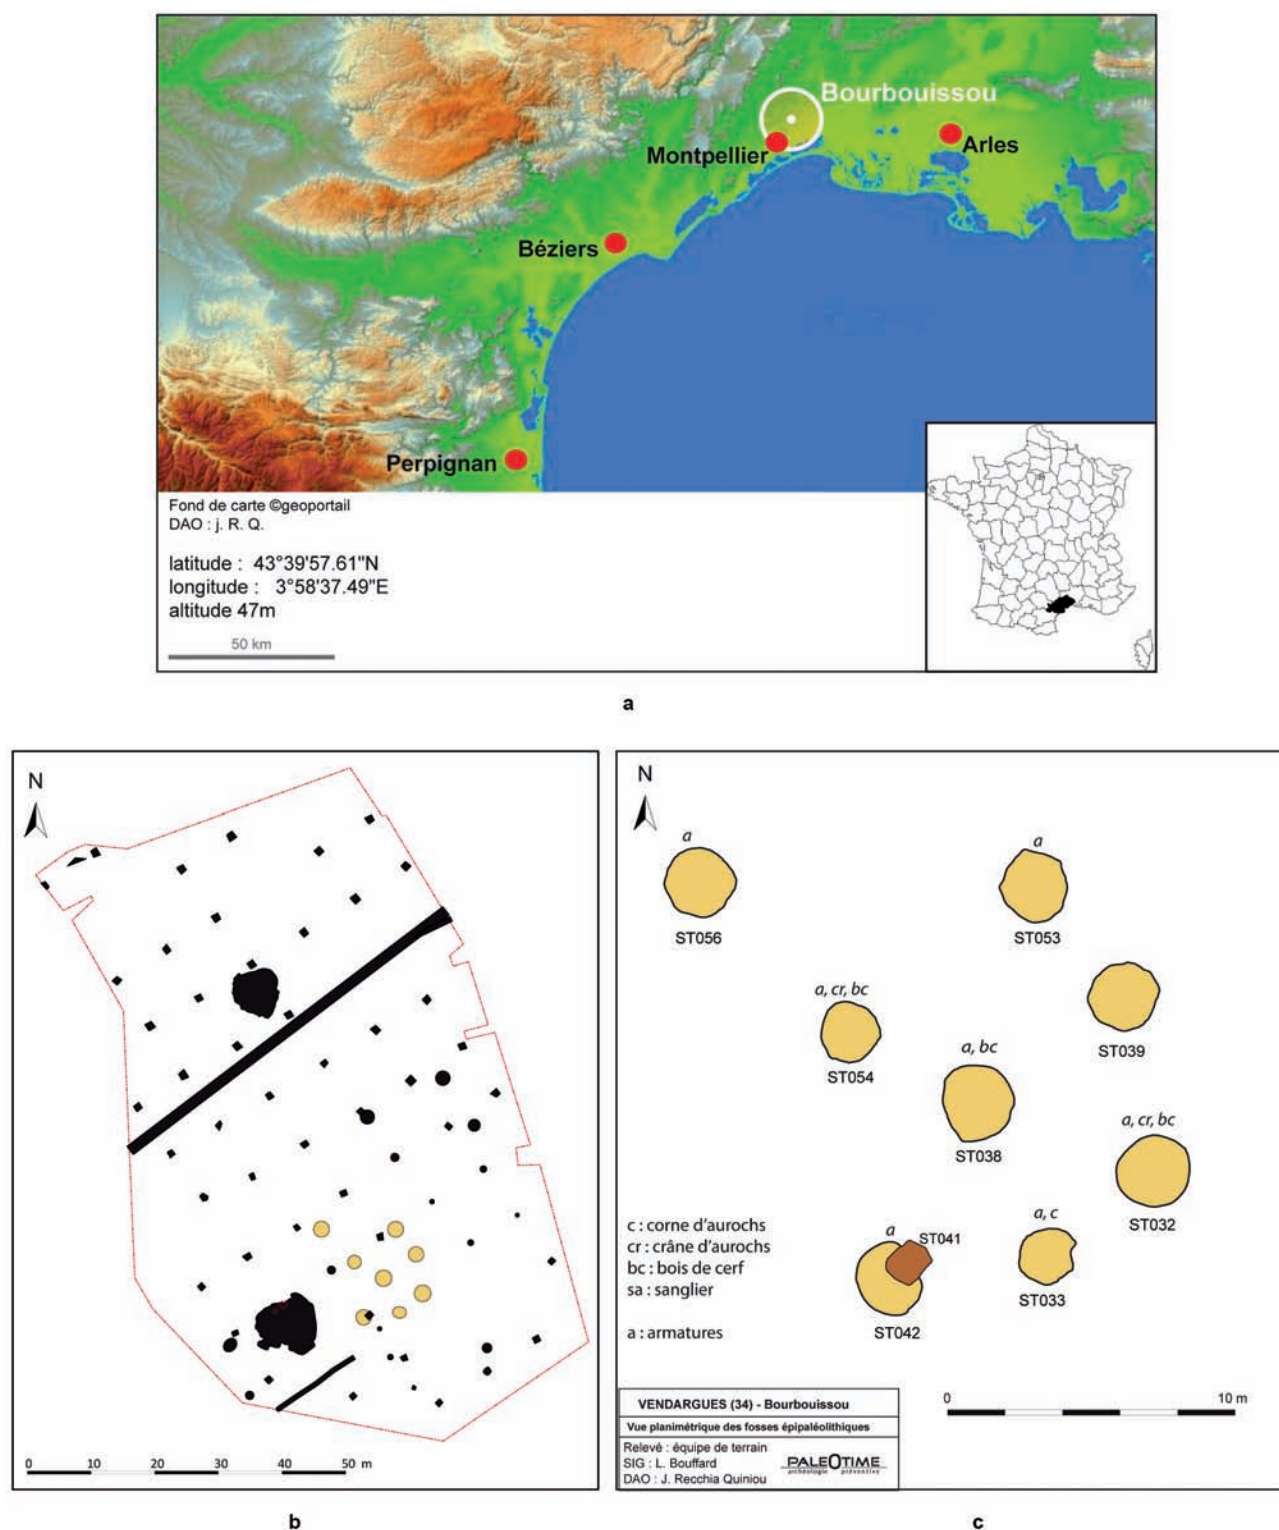 Bourbouissou
Montpellier
Arles
Béziers
Perpignan
Fond de carte ©geoportail
DAO : j. R. Q.
latitude : 43°39'57.61"N
longitude : 3°58'37.49"E
altitude 47m
50 km
a
N
0 10 20 30 40 50 m
b
N
a
ST056
a
ST053
a, cr, bc
ST054
ST039
a, bc
ST038
a, cr, bc
ST032
a
ST041
ST042
a, c
ST033
c : corne d'aurochs
cr : crâne d'aurochs
bc : bois de cerf
sa : sanglier
a : armatures
VENDARGUES (34) - Bourbouissou
Vue planimétrique des fosses épipaléolithiques
Relevé : équipe de terrain
SIG : L. Bouffard
DAO : J. Recchia Quiniou
PALEOTIME
archéologie préventive
0 10 m
c